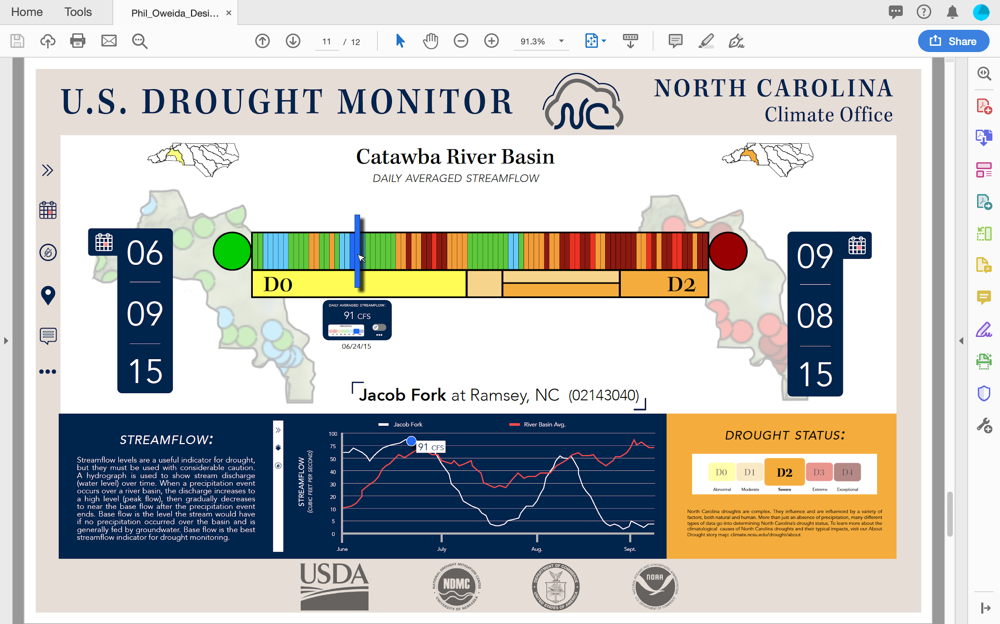 Home
Tools
Phil_Oweida_Desi...
11 / 12
91.3%
Share
U.S. DROUGHT MONITOR
NC
NORTH CAROLINA
Climate Office
Catawba River Basin
DAILY AVERAGED STREAMFLOW
06
09
15
D0
D2
09
08
15
DAILY AVERAGED STREAMFLOW:
91 CFS
PERCENTILE
06/24/15
Jacob Fork at Ramsey, NC (02143040)
STREAMFLOW:
Streamflow levels are a useful indicator for drought,
but they must be used with considerable caution.
A hydrograph is used to show stream discharge
(water level) over time. When a precipitation event
occurs over a river basin, the discharge increases to
a high level (peak flow), then gradually decreases
to near the base flow after the precipitation event
ends. Base flow is the level the stream would have
if no precipitation occurred over the basin and is
generally fed by groundwater. Base flow is the best
streamflow indicator for drought monitoring.
Jacob Fork
River Basin Avg.
STREAMFLOW
(CUBIC FEET PER SECOND)
100
75
50
40
30
20
10
5
0
91 CFS
June
July
Aug.
Sept.
DROUGHT STATUS:
D0
D1
D2
D3
D4
Abnormal
Moderate
Severe
Extreme
Exceptional
North Carolina droughts are complex. They influence and are influenced by a variety of
factors, both natural and human. More than just an absence of precipitation, many different
types of data go into determining North Carolina's drought status. To learn more about the
climatological causes of North Carolina droughts and their typical impacts, visit our About
Drought story map: climate.ncsu.edu/drought/about
USDA
NATIONAL DROUGHT MITIGATION CENTER
NDMC
UNIVERSITY OF NEBRASKA
DEPARTMENT OF COMMERCE
UNITED STATES OF AMERICA
NATIONAL OCEANIC AND ATMOSPHERIC ADMINISTRATION
NOAA
U.S. DEPARTMENT OF COMMERCE